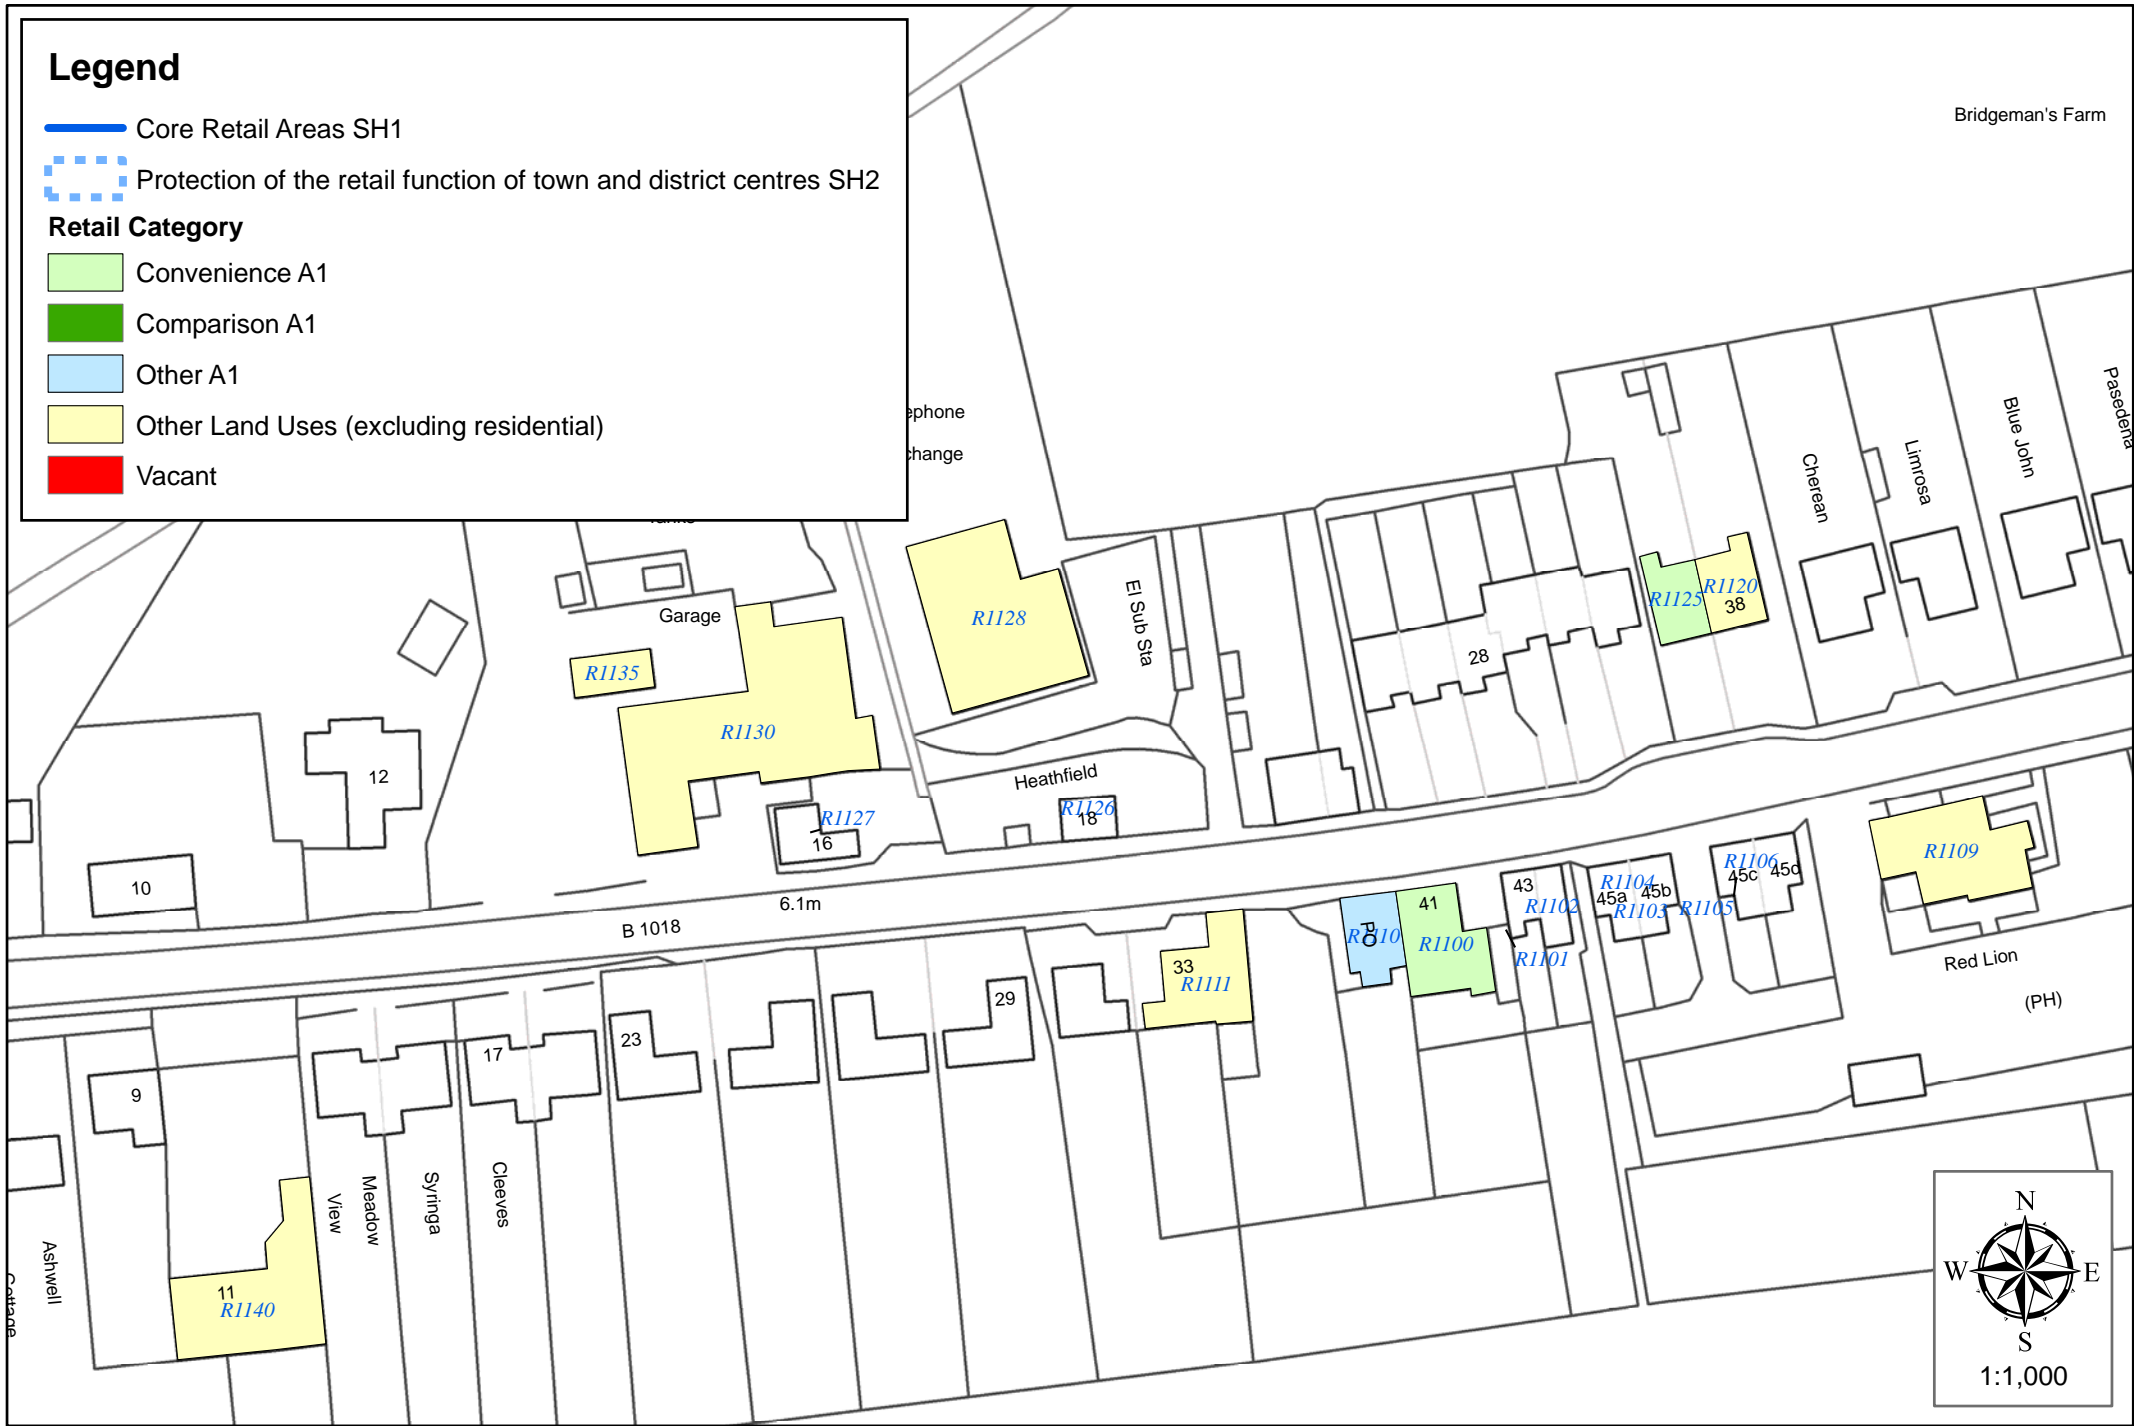 Legend
Core Retail Areas SH1
Protection of the retail function of town and district centres SH2
Retail Category
Convenience A1
Comparison A1
Other A1
Other Land Uses (excluding residential)
Vacant
Bridgeman's Farm
ephone
change
Pasedena
Blue John
Limrosa
Cherean
El Sub Sta
Garage
R1128
R1125
R1120
38
28
R1135
R1130
12
Heathfield
R1126
18
R1127
16
10
R1109
R1106
45c
45d
R1104
45a
45b
R1103
R1105
43
R1102
R1101
41
R1100
PO
R110
6.1m
B 1018
33
R1111
Red Lion
(PH)
29
23
17
9
View
Meadow
Syringa
Cleeves
Ashwell
Cottage
11
R1140
N
W
E
S
1:1,000